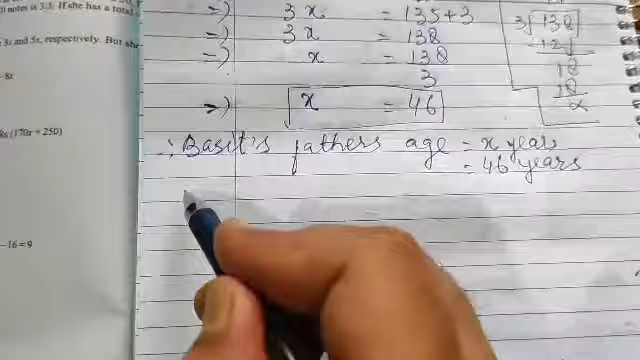 notes is 5:3. If she has a total
8x and 5x, respectively. But she
- 8x
(170x + 250)
- 16 = 9
=) 3x = 135+3
=) 3x = 138
=) x = 138
3
=) x = 46
3 138
12
18
18
x
∴ Basit's fathers age = x years
= 46 years